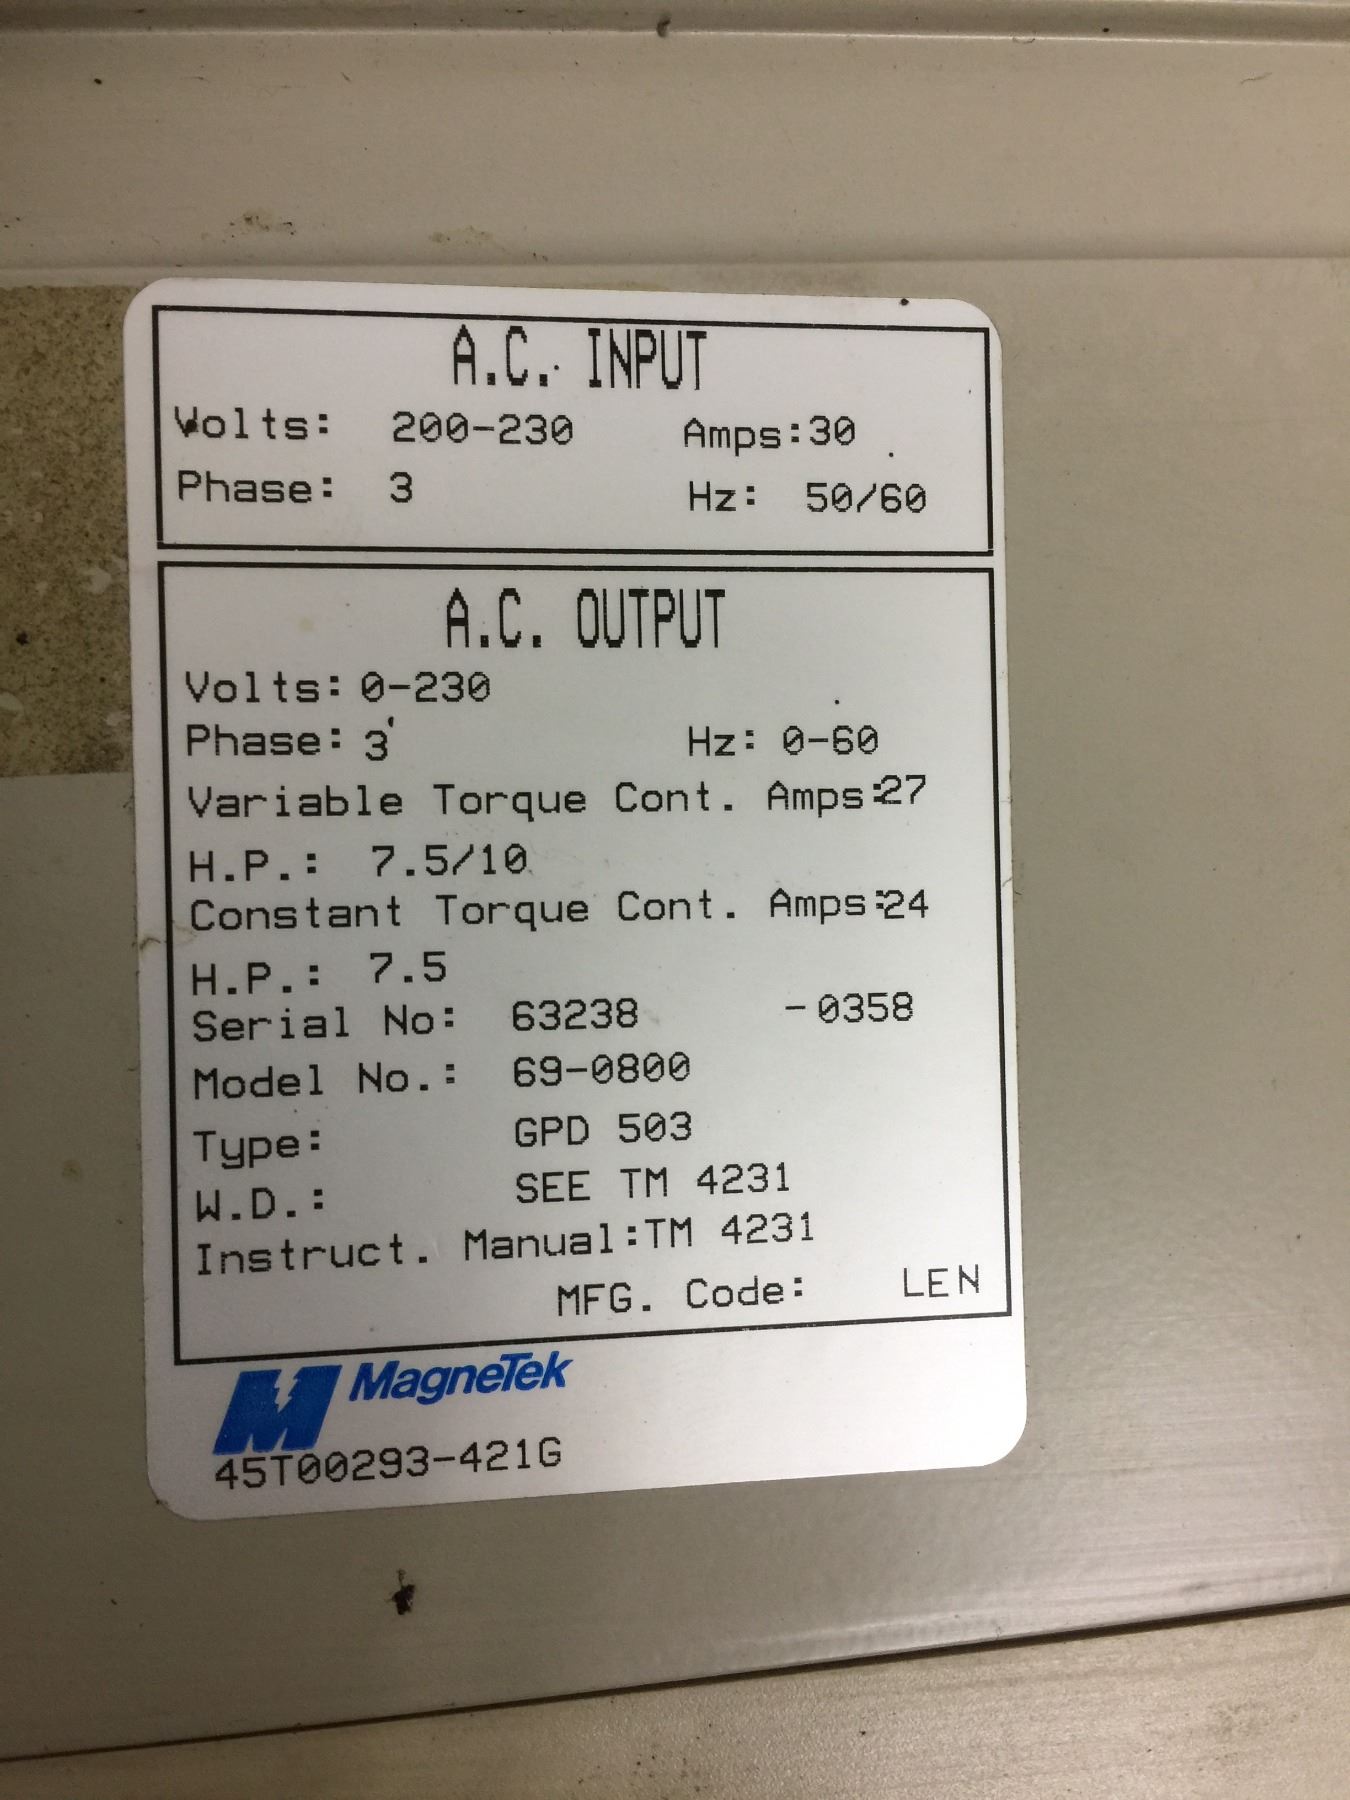 A.C. INPUT
Volts: 200-230 Amps:30
Phase: 3 Hz: 50/60
A.C. OUTPUT
Volts: 0-230
Phase: 3 Hz: 0-60
Variable Torque Cont. Amps:27
H.P.: 7.5/10
Constant Torque Cont. Amps:24
H.P.: 7.5
Serial No: 63238 -0358
Model No.: 69-0800
Type: GPD 503
W.D.: SEE TM 4231
Instruct. Manual:TM 4231
MFG. Code: LEN
MagneTek
45T00293-421G